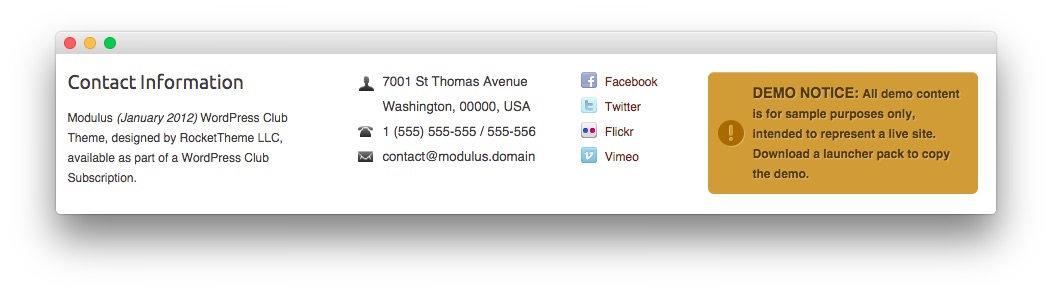 Contact Information
Modulus (January 2012) WordPress Club
Theme, designed by RocketTheme LLC,
available as part of a WordPress Club
Subscription.
7001 St Thomas Avenue
Washington, 00000, USA
1 (555) 555-555 / 555-556
contact@modulus.domain
Facebook
Twitter
Flickr
Vimeo
DEMO NOTICE: All demo content
is for sample purposes only,
intended to represent a live site.
Download a launcher pack to copy
the demo.